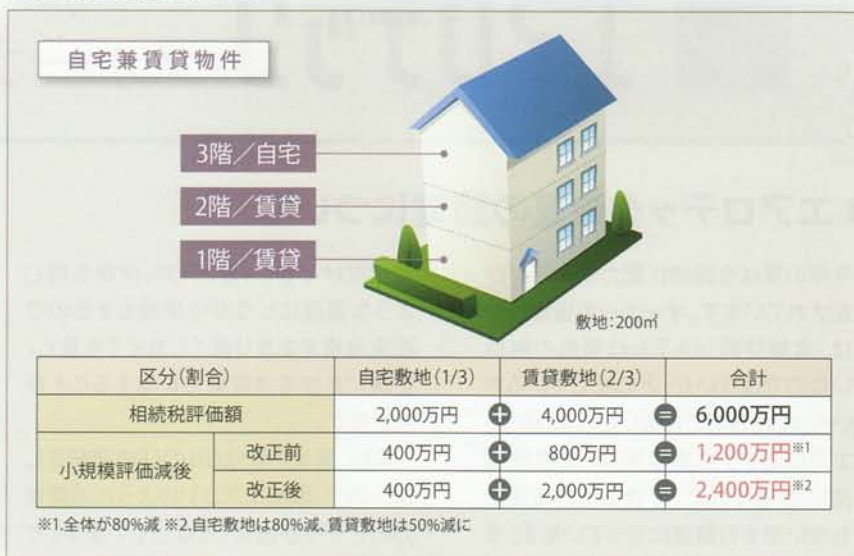 自宅兼賃貸物件
3階／自宅
2階／賃貸
1階／賃貸
敷地:200㎡
区分(割合) 自宅敷地(1/3) 賃貸敷地(2/3) 合計
相続税評価額 2,000万円 + 4,000万円 = 6,000万円
小規模評価減後 改正前 400万円 + 800万円 = 1,200万円※1
改正後 400万円 + 2,000万円 = 2,400万円※2
※1.全体が80%減 ※2.自宅敷地は80%減、賃貸敷地は50%減に